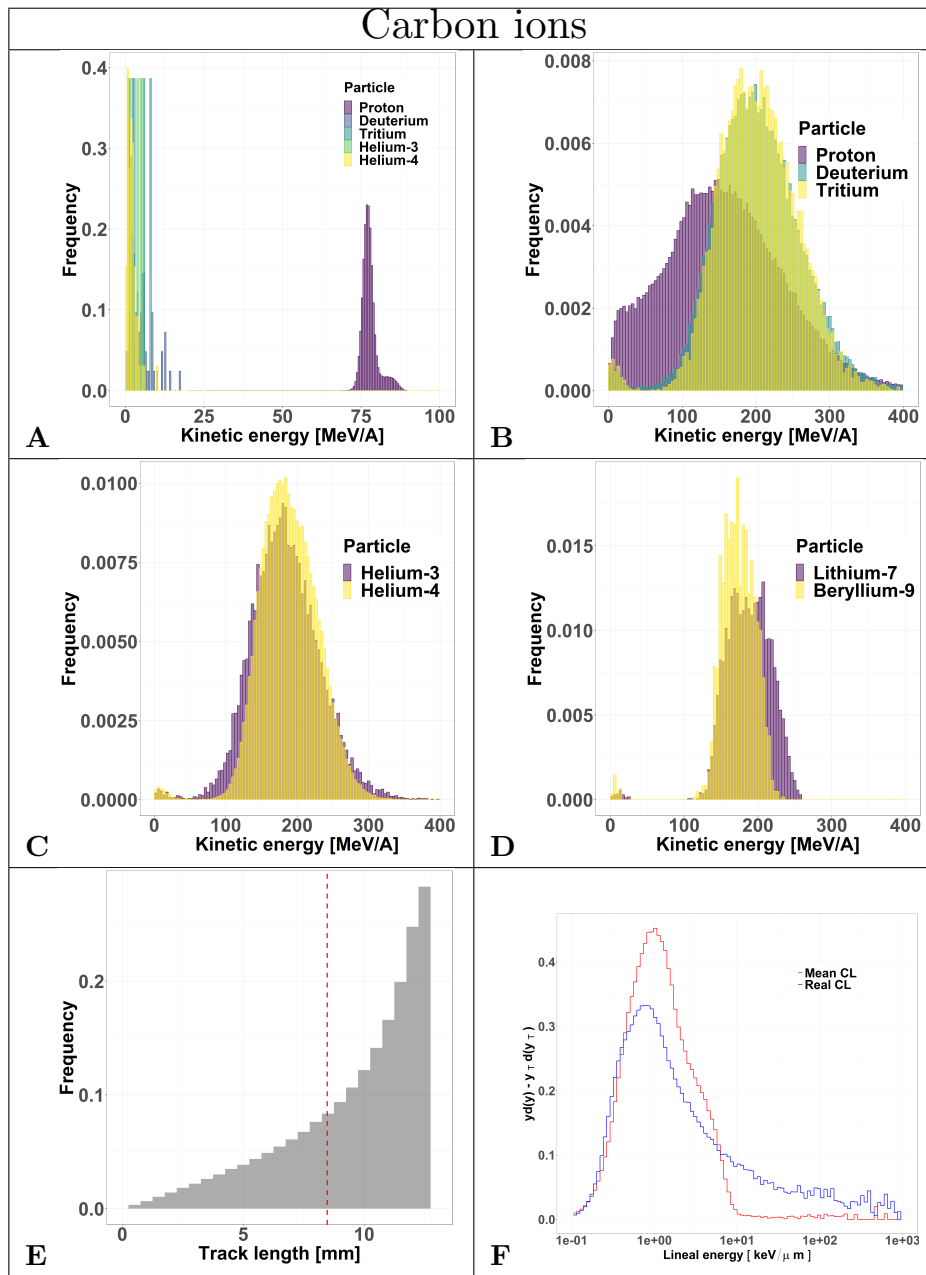 Carbon ions
0.4
0.3
0.2
0.1
0.0
Frequency
Particle
Proton
Deuterium
Tritium
Helium-3
Helium-4
0
25
50
75
100
Kinetic energy [MeV/A]
A
0.008
0.006
0.004
0.002
0.000
Frequency
Particle
Proton
Deuterium
Tritium
0
100
200
300
400
Kinetic energy [MeV/A]
B
0.0100
0.0075
0.0050
0.0025
0.0000
Frequency
Particle
Helium-3
Helium-4
0
100
200
300
400
Kinetic energy [MeV/A]
C
0.015
0.010
0.005
0.000
Frequency
Particle
Lithium-7
Beryllium-9
0
100
200
300
400
Kinetic energy [MeV/A]
D
0.2
0.1
0.0
Frequency
0
5
10
Track length [mm]
E
0.4
0.3
0.2
0.1
0.0
yd(y) - y T d(y T )
Mean CL
Real CL
1e-01
1e+00
1e+01
1e+02
1e+03
Lineal energy [ keV/μ m ]
F